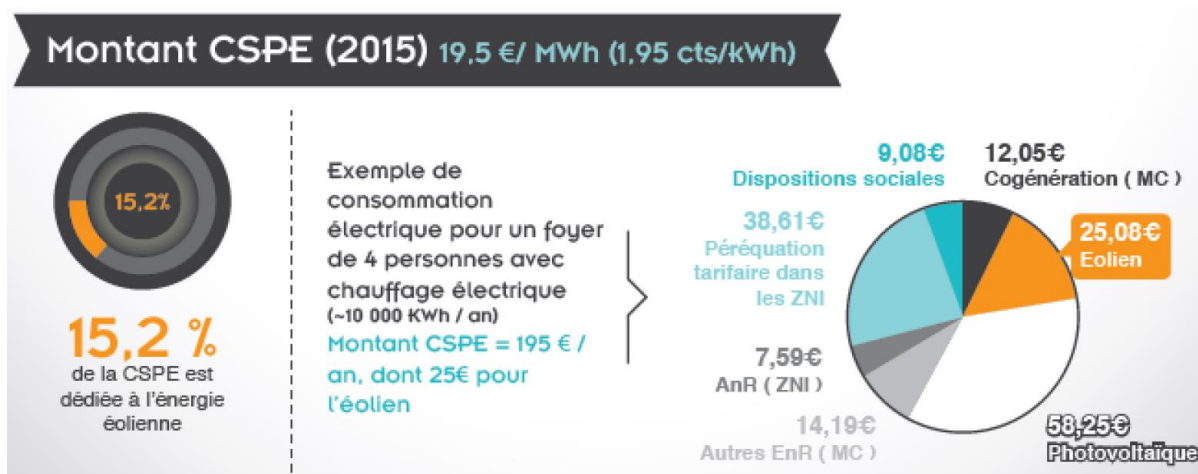 Montant CSPE (2015) 19,5 €/ MWh (1,95 cts/kWh)
15,2%
15,2 %
de la CSPE est
dédiée à l'énergie
éolienne
Exemple de
consommation
électrique pour un foyer
de 4 personnes avec
chauffage électrique
(~10 000 KWh / an)
Montant CSPE = 195 € /
an, dont 25€ pour
l'éolien
9,08€
Dispositions sociales
12,05€
Cogénération ( MC )
38,61€
Péréquation
tarifaire dans
les ZNI
25,08€
Eolien
7,59€
AnR ( ZNI )
14,19€
Autres EnR ( MC )
58,25€
Photovoltaïque